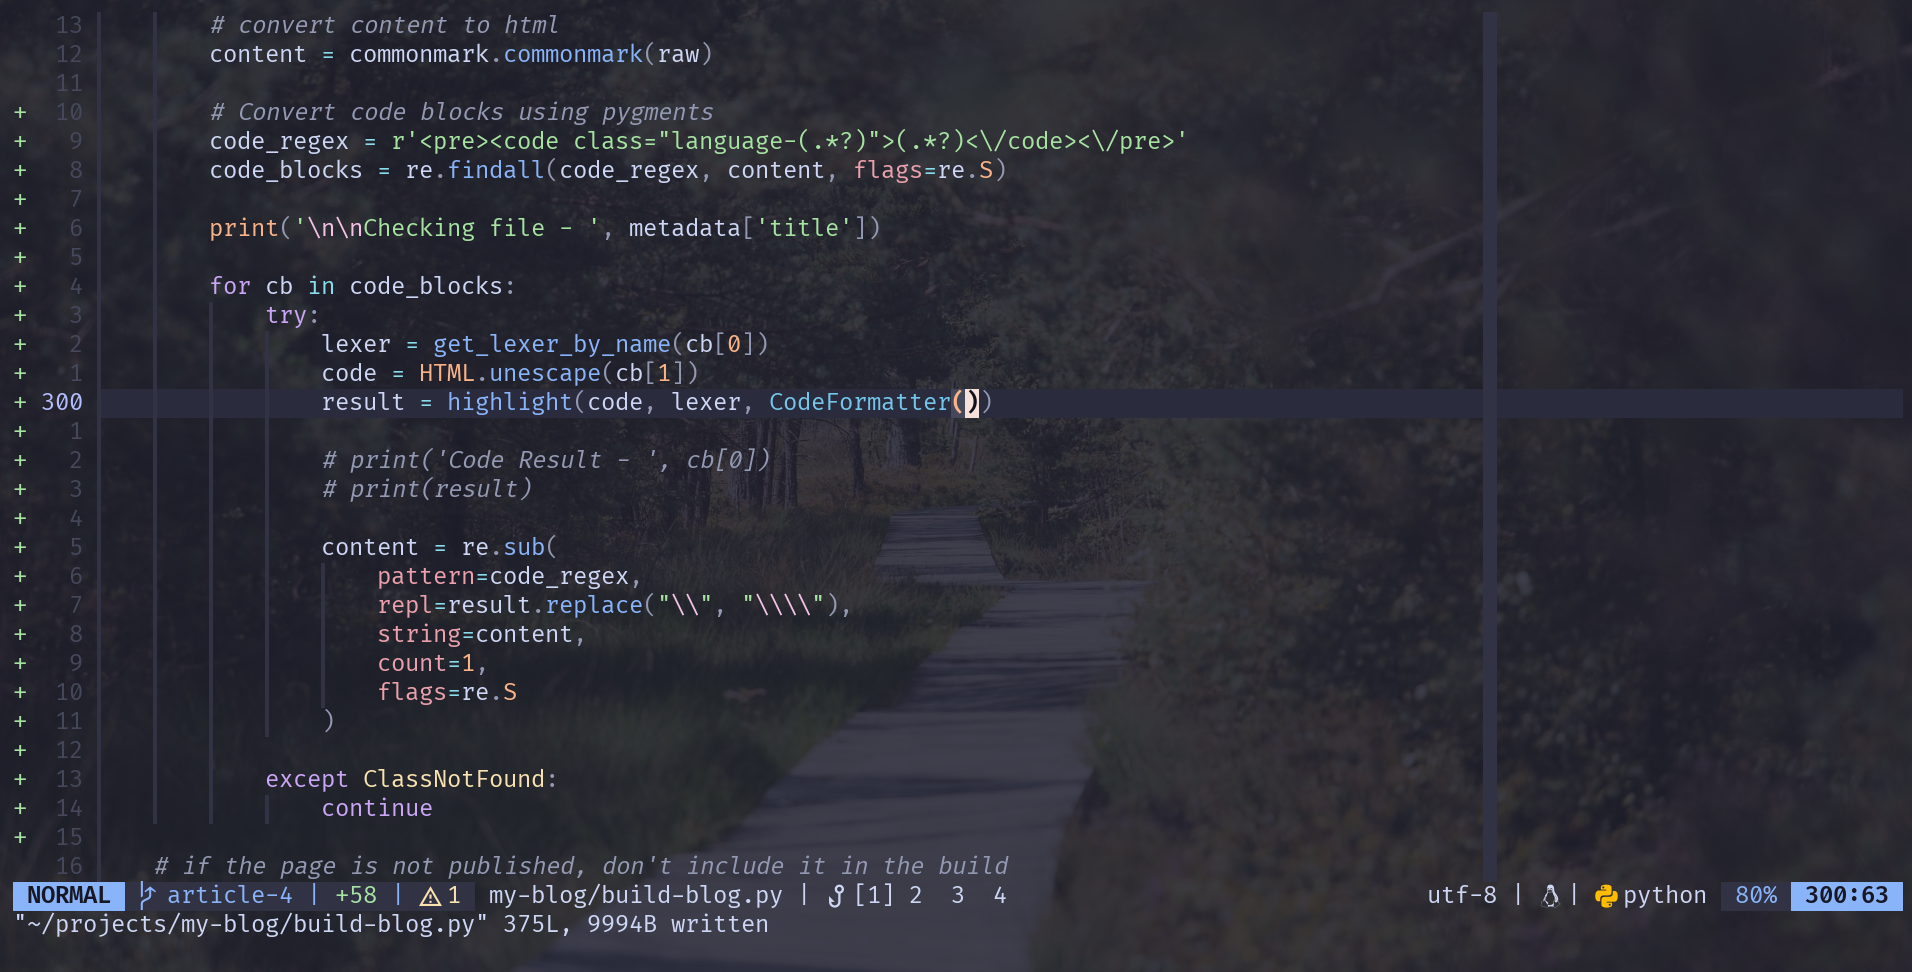 13 # convert content to html
12 content = commonmark.commonmark(raw)
11
+ 10 # Convert code blocks using pygments
+ 9 code_regex = r'<pre><code class="language-(.*?)">(.*?)<\/code><\/pre>'
+ 8 code_blocks = re.findall(code_regex, content, flags=re.S)
+ 7
+ 6 print('\n\nChecking file - ', metadata['title'])
+ 5
+ 4 for cb in code_blocks:
+ 3 try:
+ 2 lexer = get_lexer_by_name(cb[0])
+ 1 code = HTML.unescape(cb[1])
+ 300 result = highlight(code, lexer, CodeFormatter())
+ 1
+ 2 # print('Code Result - ', cb[0])
+ 3 # print(result)
+ 4
+ 5 content = re.sub(
+ 6 pattern=code_regex,
+ 7 repl=result.replace("\\", "\\\\"),
+ 8 string=content,
+ 9 count=1,
+ 10 flags=re.S
+ 11 )
+ 12
+ 13 except ClassNotFound:
+ 14 continue
+ 15
16 # if the page is not published, don't include it in the build
NORMAL article-4 | +58 | 1 my-blog/build-blog.py | [1] 2 3 4 utf-8 | | python 80% 300:63
"~/projects/my-blog/build-blog.py" 375L, 9994B written